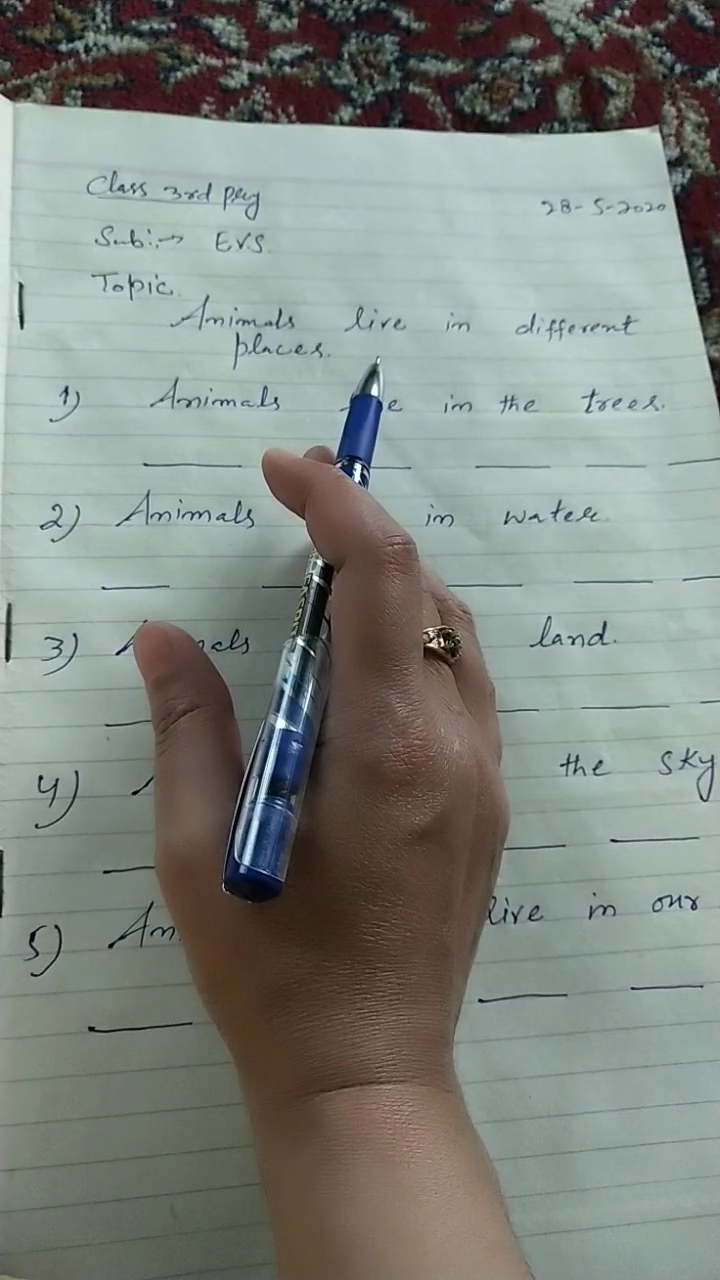 Class 3rd
28-5-2020
Sub:→ EVS
Topic.
Animals live in different
places.
1) Animals in the trees.
2) Animals in water
3) land.
4) the sky
5) live in our